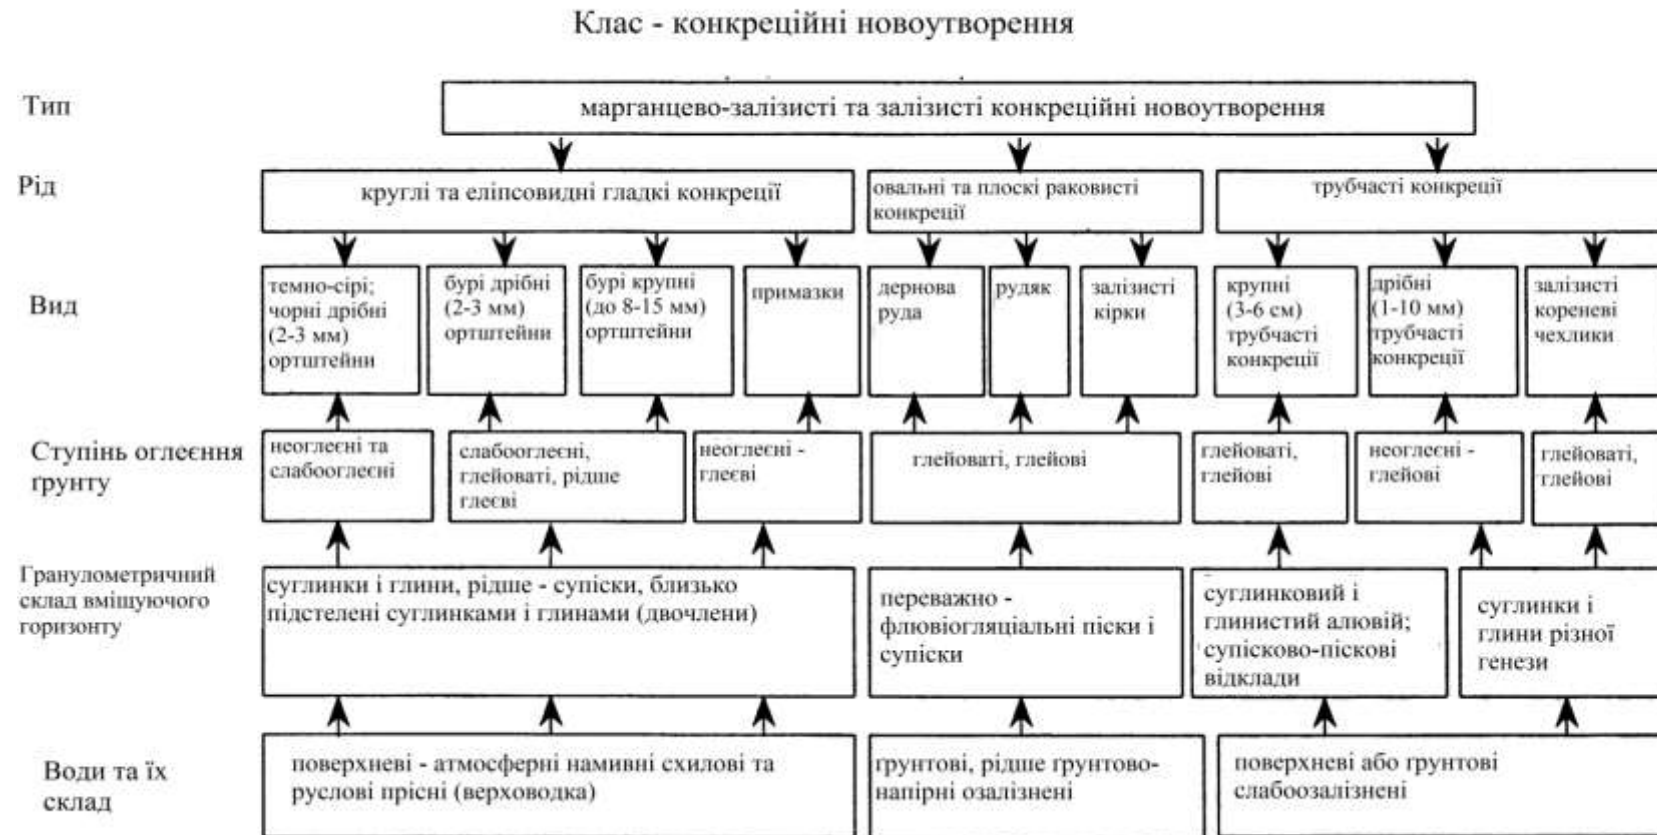 Клас - конкреційні новоутворення
Тип
марганцево-залізисті та залізисті конкреційні новоутворення
Рід
круглі та еліпсовидні гладкі конкреції
овальні та плоскі раковисті
конкреції
трубчасті конкреції
Вид
темно-сірі;
чорні дрібні
(2-3 мм)
ортштейни
бурі дрібні
(2-3 мм)
ортштейни
бурі крупні
(до 8-15 мм)
ортштейни
примазки
дернова
руда
рудяк
залізисті
кірки
крупні
(3-6 см)
трубчасті
конкреції
дрібні
(1-10 мм)
трубчасті
конкреції
залізисті
кореневі
чехлики
Ступінь оглеєння
ґрунту
неоглеєні та
слабооглеєні
слабооглеєні,
глейоваті, рідше
глеєві
неоглеєні -
глеєві
глейоваті, глейові
глейоваті,
глейові
неоглеєні -
глейові
глейоваті,
глейові
Гранулометричний
склад вміщуючого
горизонту
суглинки і глини, рідше - супіски, близько
підстелені суглинками і глинами (двочлени)
переважно -
флювіогляціальні піски і
супіски
суглинковий і
глинистий алювій;
супісково-піскові
відклади
суглинки і
глини різної
генези
Води та їх
склад
поверхневі - атмосферні намивні схилові та
руслові прісні (верховодка)
ґрунтові, рідше ґрунтово-
напірні озалізнені
поверхневі або ґрунтові
слабоозалізнені